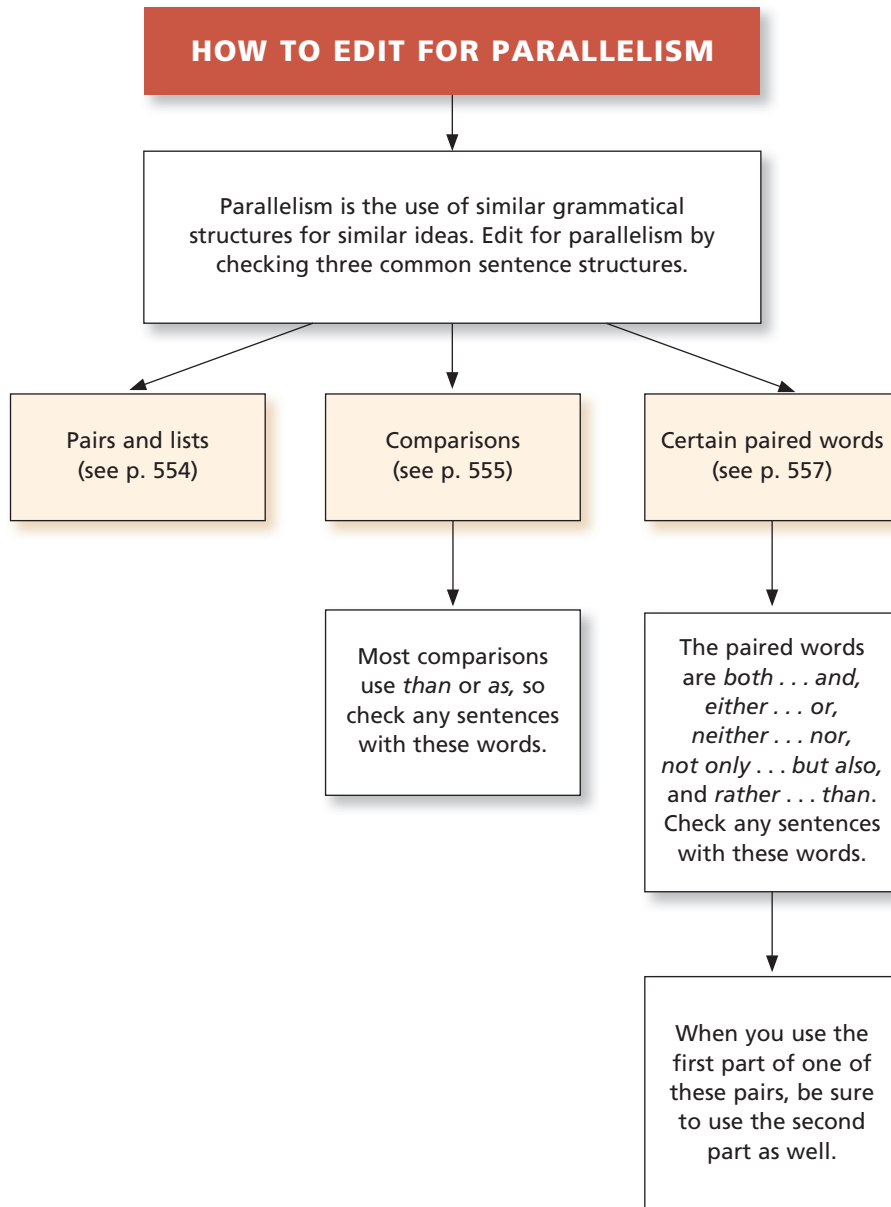 HOW TO EDIT FOR PARALLELISM
Parallelism is the use of similar grammatical
structures for similar ideas. Edit for parallelism by
checking three common sentence structures.
Pairs and lists
(see p. 554)
Comparisons
(see p. 555)
Certain paired words
(see p. 557)
Most comparisons
use than or as, so
check any sentences
with these words.
The paired words
are both . . . and,
either . . . or,
neither . . . nor,
not only . . . but also,
and rather . . . than.
Check any sentences
with these words.
When you use the
first part of one of
these pairs, be sure
to use the second
part as well.